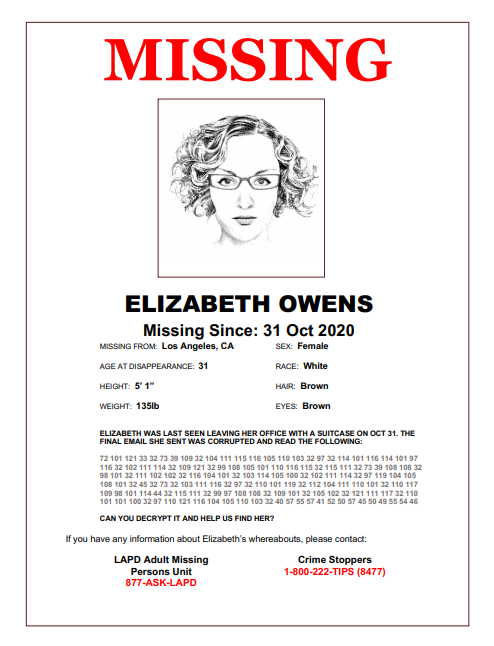 MISSING
ELIZABETH OWENS
Missing Since: 31 Oct 2020
MISSING FROM: Los Angeles, CA SEX: Female
AGE AT DISAPPEARANCE: 31 RACE: White
HEIGHT: 5' 1" HAIR: Brown
WEIGHT: 135lb EYES: Brown
ELIZABETH WAS LAST SEEN LEAVING HER OFFICE WITH A SUITCASE ON OCT 31. THE
FINAL EMAIL SHE SENT WAS CORRUPTED AND READ THE FOLLOWING:
72 101 121 33 32 73 39 109 32 104 111 115 116 105 110 103 32 97 32 114 101 116 114 101 97
116 32 102 111 114 32 109 121 32 99 108 105 101 110 116 115 32 115 111 32 73 39 108 108 32
98 101 32 111 102 102 32 116 104 101 32 103 114 105 100 32 102 111 114 32 97 119 104 105
108 101 32 45 32 73 32 103 111 116 32 97 32 110 101 119 32 112 104 111 110 101 32 110 117
109 98 101 114 44 32 115 111 32 99 97 108 108 32 109 101 32 105 102 32 121 111 117 32 110
101 101 100 32 97 110 121 116 104 105 110 103 32 40 57 55 57 41 52 50 57 45 50 49 55 54 46
CAN YOU DECRYPT IT AND HELP US FIND HER?
If you have any information about Elizabeth's whereabouts, please contact:
LAPD Adult Missing
Persons Unit
877-ASK-LAPD
Crime Stoppers
1-800-222-TIPS (8477)